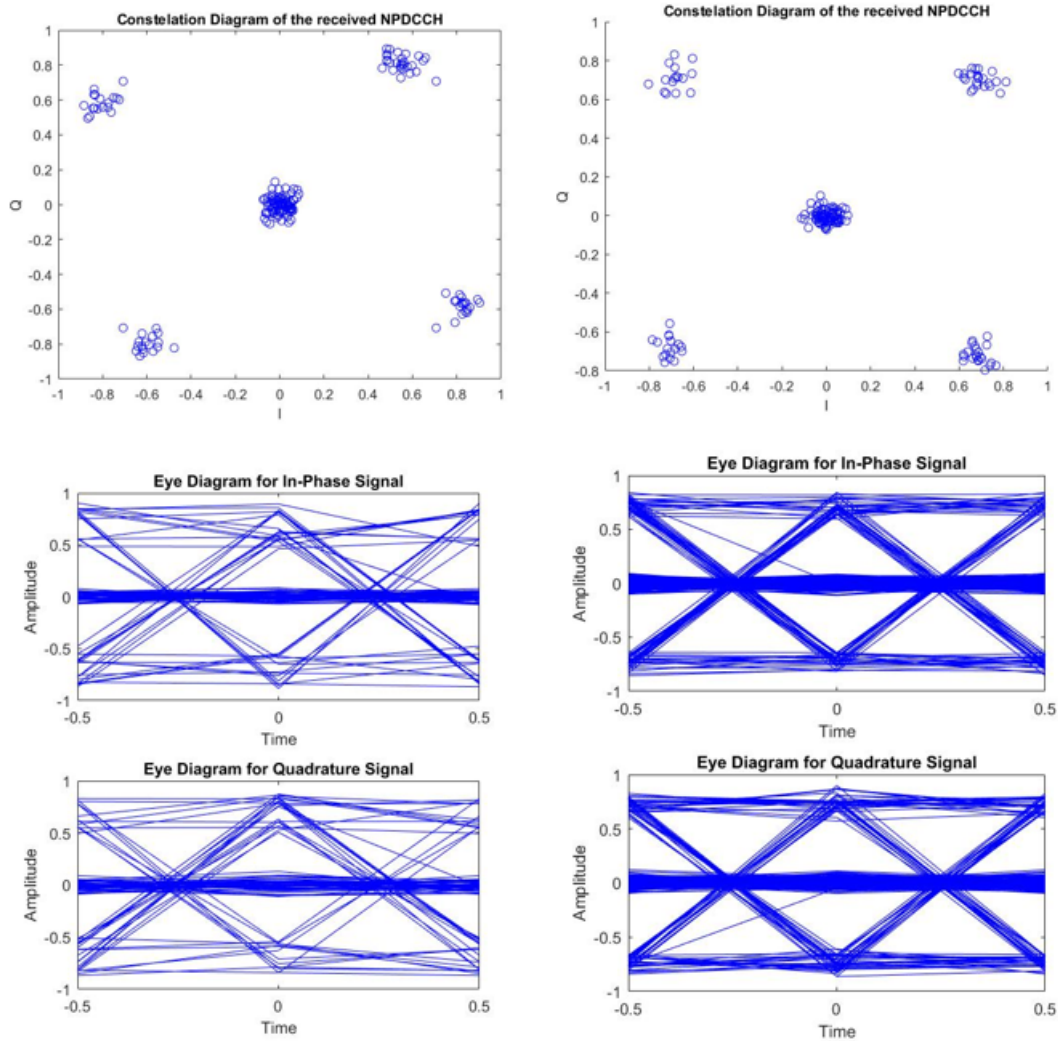 Constelation Diagram of the received NPDCCH
1
0.8
0.6
0.4
0.2
0
-0.2
-0.4
-0.6
-0.8
-1
Q
-1 -0.8 -0.6 -0.4 -0.2 0 0.2 0.4 0.6 0.8 1
I
Constelation Diagram of the received NPDCCH
1
0.8
0.6
0.4
0.2
0
-0.2
-0.4
-0.6
-0.8
Q
-1 -0.8 -0.6 -0.4 -0.2 0 0.2 0.4 0.6 0.8 1
I
Eye Diagram for In-Phase Signal
1
0.5
0
-0.5
-1
Amplitude
-0.5 0 0.5
Time
Eye Diagram for In-Phase Signal
1
0.5
0
-0.5
-1
Amplitude
-0.5 0 0.5
Time
Eye Diagram for Quadrature Signal
1
0.5
0
-0.5
-1
Amplitude
-0.5 0 0.5
Time
Eye Diagram for Quadrature Signal
1
0.5
0
-0.5
-1
Amplitude
-0.5 0 0.5
Time